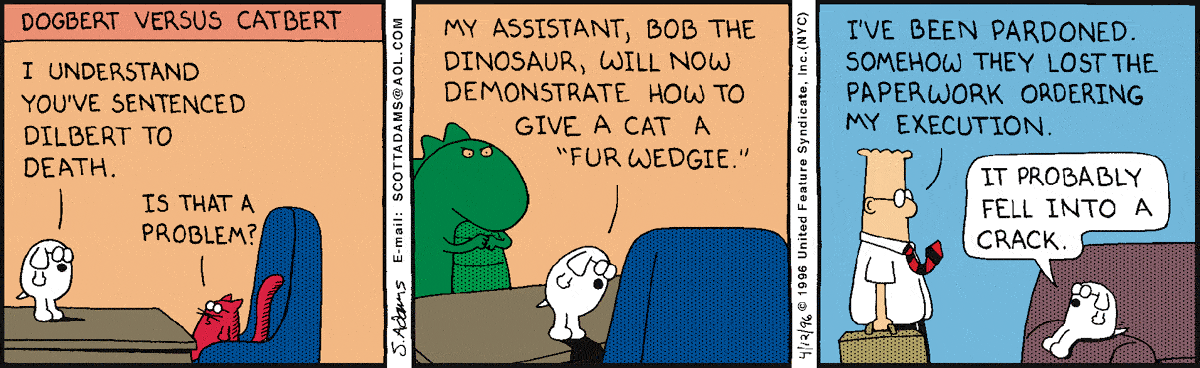 DOGBERT VERSUS CATBERT
I UNDERSTAND
YOU'VE SENTENCED
DILBERT TO
DEATH.
IS THAT A
PROBLEM?
S. Adams
E-mail: SCOTTADAMS@AOL.COM
MY ASSISTANT, BOB THE
DINOSAUR, WILL NOW
DEMONSTRATE HOW TO
GIVE A CAT A
"FUR WEDGIE."
4/12/96 © 1996 United Feature Syndicate, Inc.(NYC)
I'VE BEEN PARDONED.
SOMEHOW THEY LOST THE
PAPERWORK ORDERING
MY EXECUTION.
IT PROBABLY
FELL INTO A
CRACK.